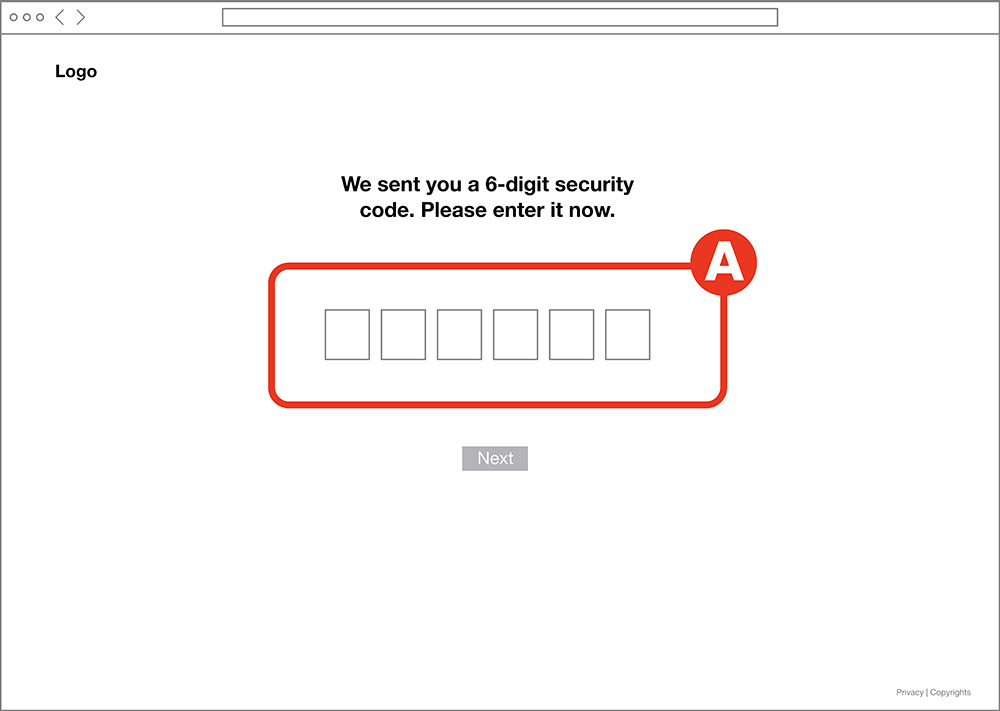 Logo
We sent you a 6-digit security
code. Please enter it now.
A
Next
Privacy | Copyrights